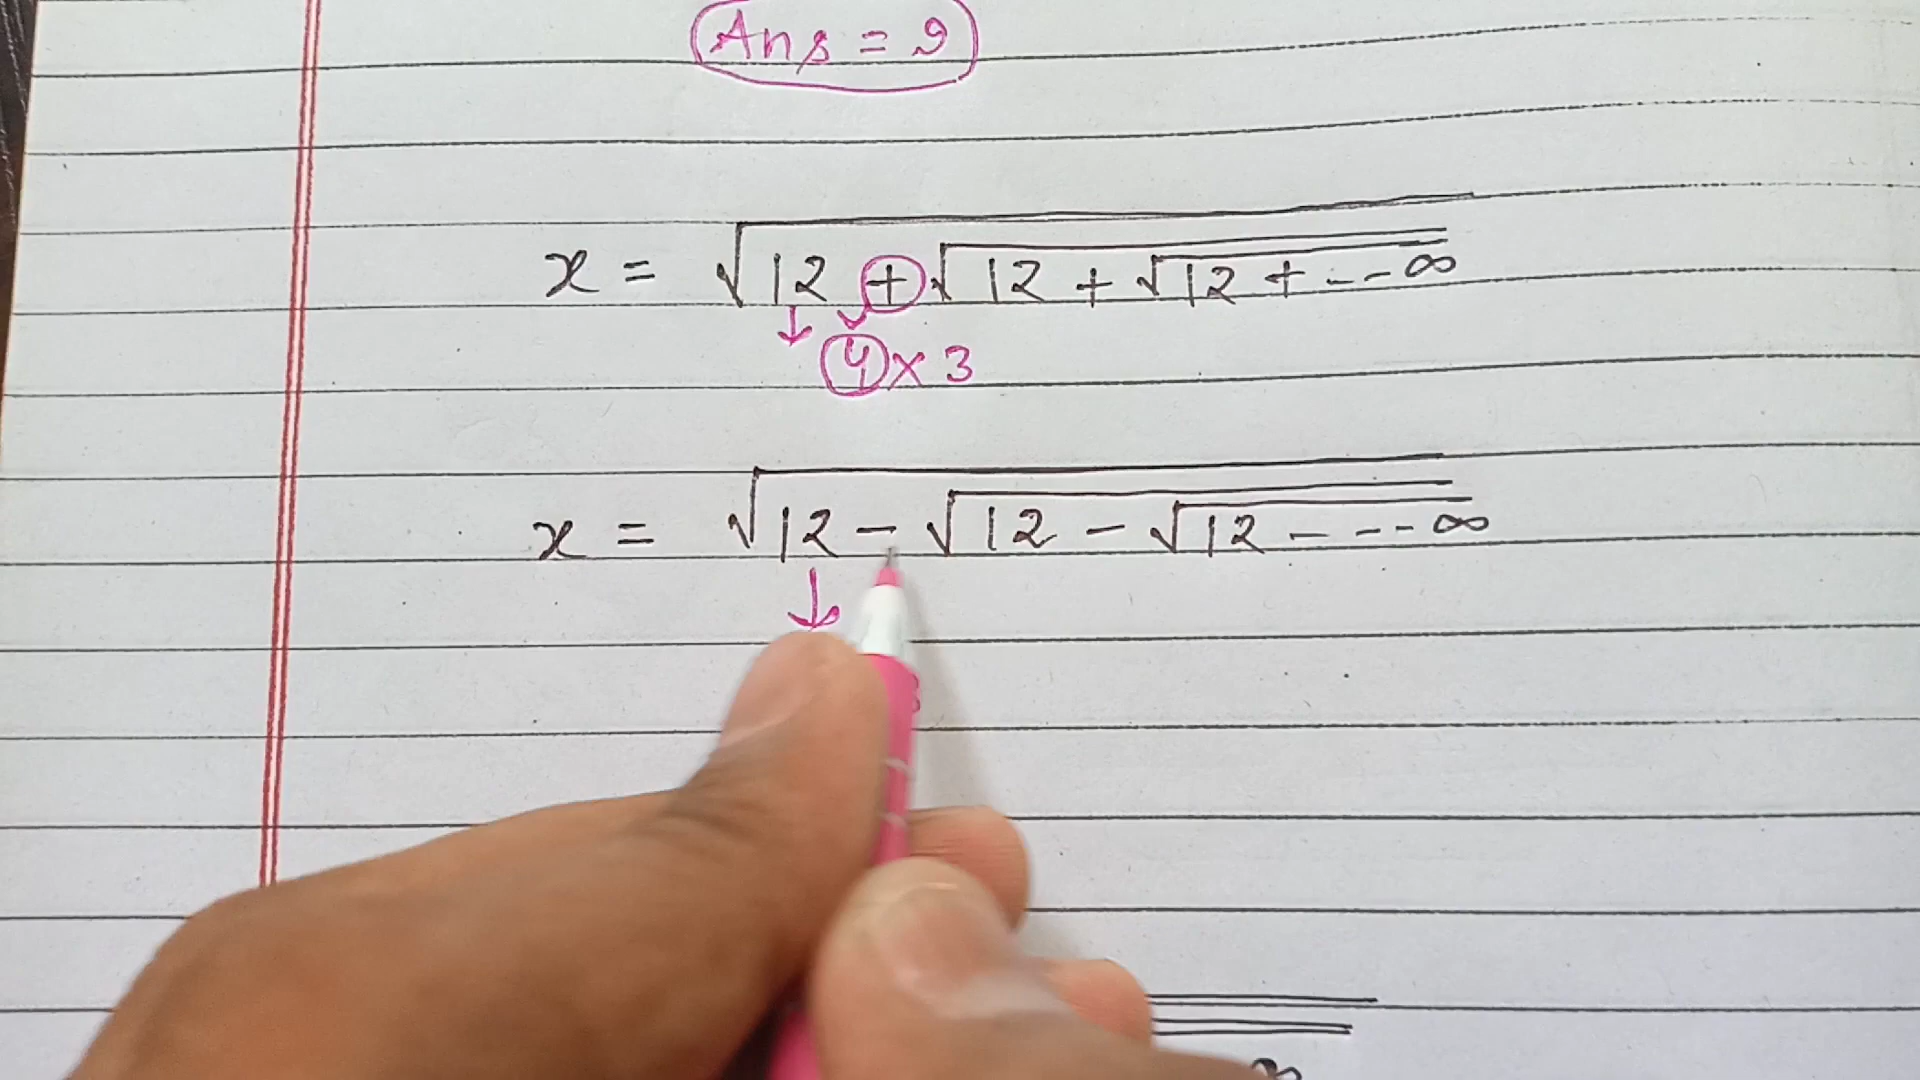 Ans = 9
x = √12 + √12 + √12 + --∞
4 × 3
x = √12 - √12 - √12 - --∞
∞